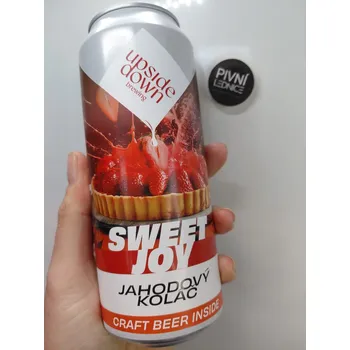 upside
down
brewing
PIVNÍ
LEDNICE
SWEET
JOY
JAHODOVÝ
KOLÁČ
CRAFT BEER INSIDE